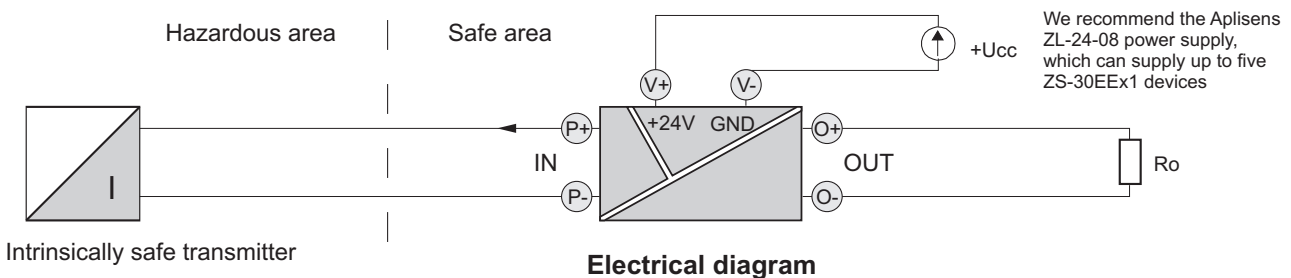 Hazardous area
Safe area
We recommend the Aplisens
ZL-24-08 power supply,
which can supply up to five
ZS-30EEx1 devices
+Ucc
V+
V-
+24V
GND
P+
O+
IN
OUT
Ro
I
P-
O-
Intrinsically safe transmitter
Electrical diagram